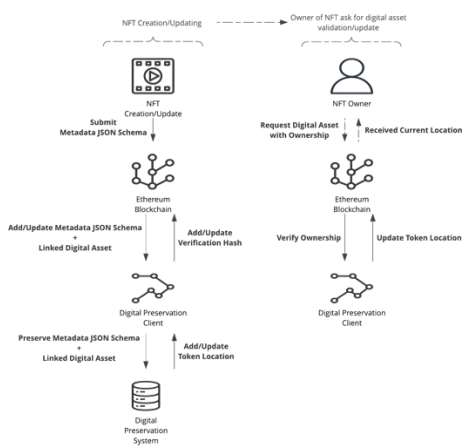 NFT Creation/Updating
Owner of NFT ask for digital asset
validation/update
NFT
Creation/Update
NFT Owner
Submit
Metadata JSON Schema
Request Digital Asset
with Ownership
Received Current Location
Ethereum
Blockchain
Ethereum
Blockchain
Add/Update Metadata JSON Schema
+
Linked Digital Asset
Add/Update
Verification Hash
Verify Ownership
Update Token Location
Digital Preservation
Client
Digital Preservation
Client
Preserve Metadata JSON Schema
+
Linked Digital Asset
Add/Update
Token Location
Digital
Preservation
System